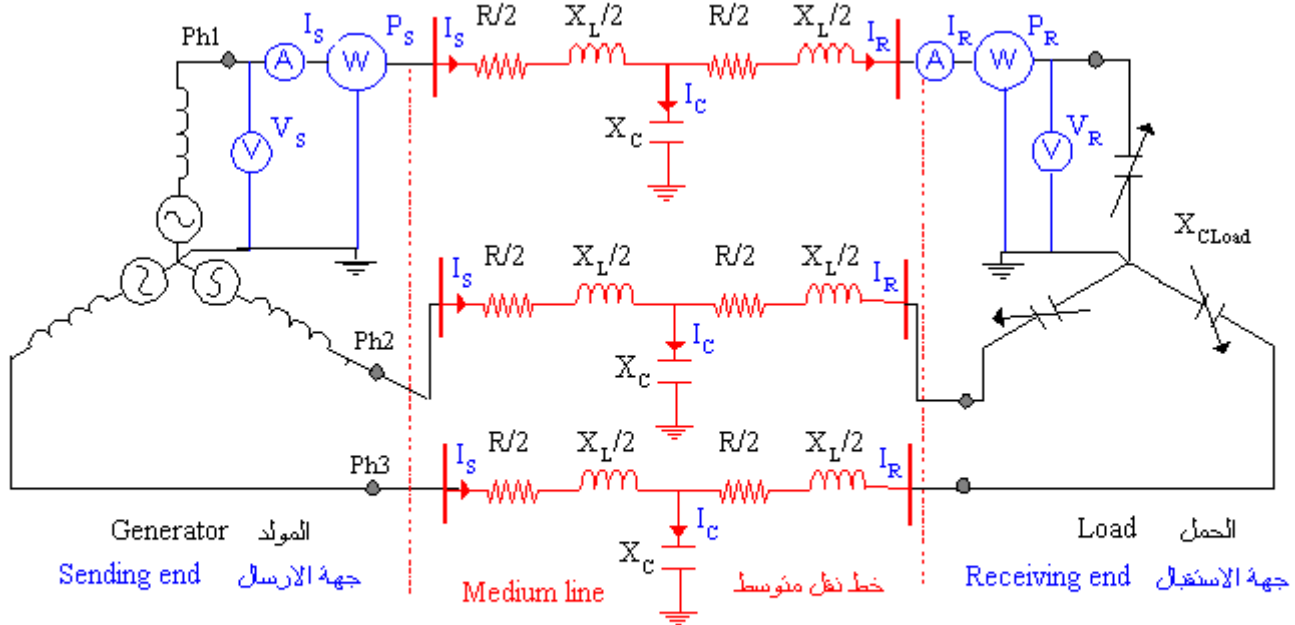 Ph1 I_S P_S I_S R/2 X_L/2 R/2 X_L/2 I_R I_R P_R
A W A W
V V_S I_C X_C V V_R
X_CLoad
I_S R/2 X_L/2 R/2 X_L/2 I_R
Ph2 I_C X_C
I_S R/2 X_L/2 R/2 X_L/2 I_R
Ph3 I_C X_C
Generator المولد
Load الحمل
Sending end جهة الارسال
Medium line خط نقل متوسط
Receiving end جهة الاستقبال